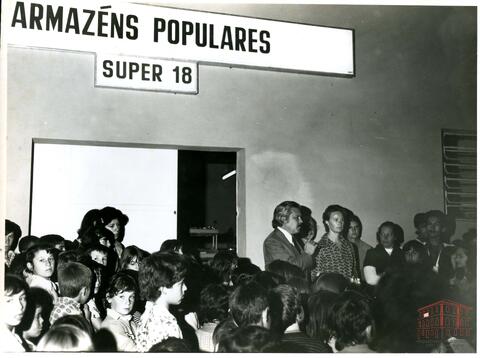 ARMAZÉNS POPULARES
SUPER 18